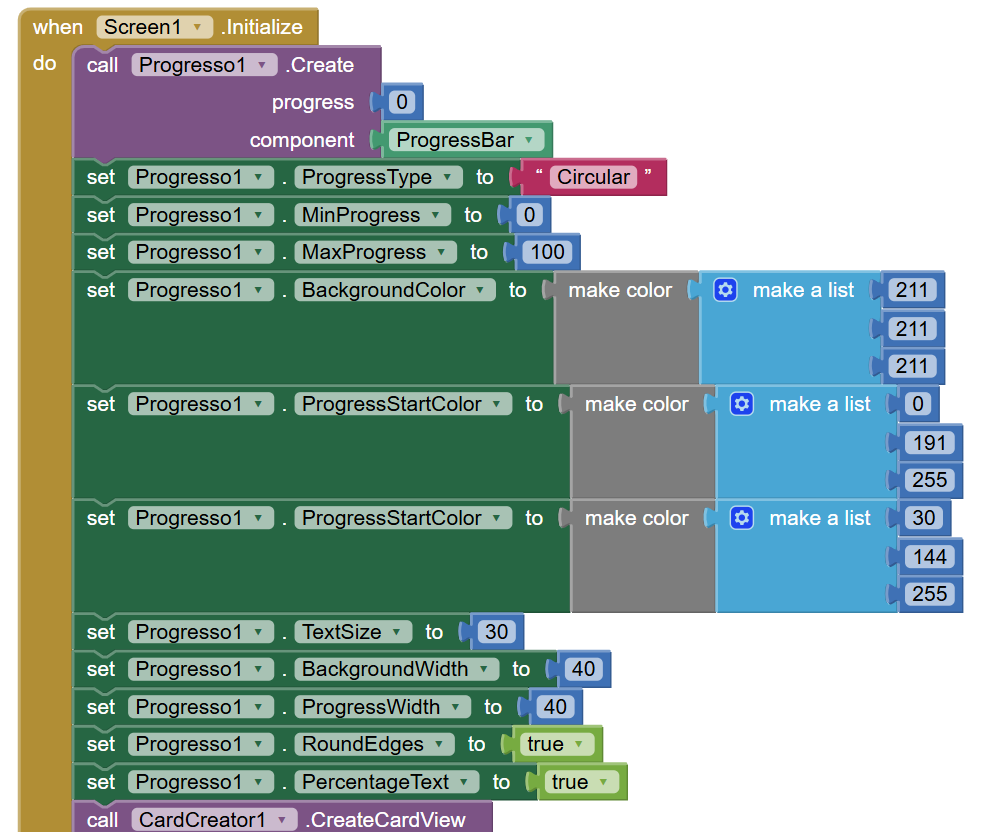 when Screen1 .Initialize
do call Progresso1 .Create
progress 0
component ProgressBar
set Progresso1 . ProgressType to “ Circular ”
set Progresso1 . MinProgress to 0
set Progresso1 . MaxProgress to 100
set Progresso1 . BackgroundColor to make color make a list 211
211
211
set Progresso1 . ProgressStartColor to make color make a list 0
191
255
set Progresso1 . ProgressStartColor to make color make a list 30
144
255
set Progresso1 . TextSize to 30
set Progresso1 . BackgroundWidth to 40
set Progresso1 . ProgressWidth to 40
set Progresso1 . RoundEdges to true
set Progresso1 . PercentageText to true
call CardCreator1 .CreateCardView